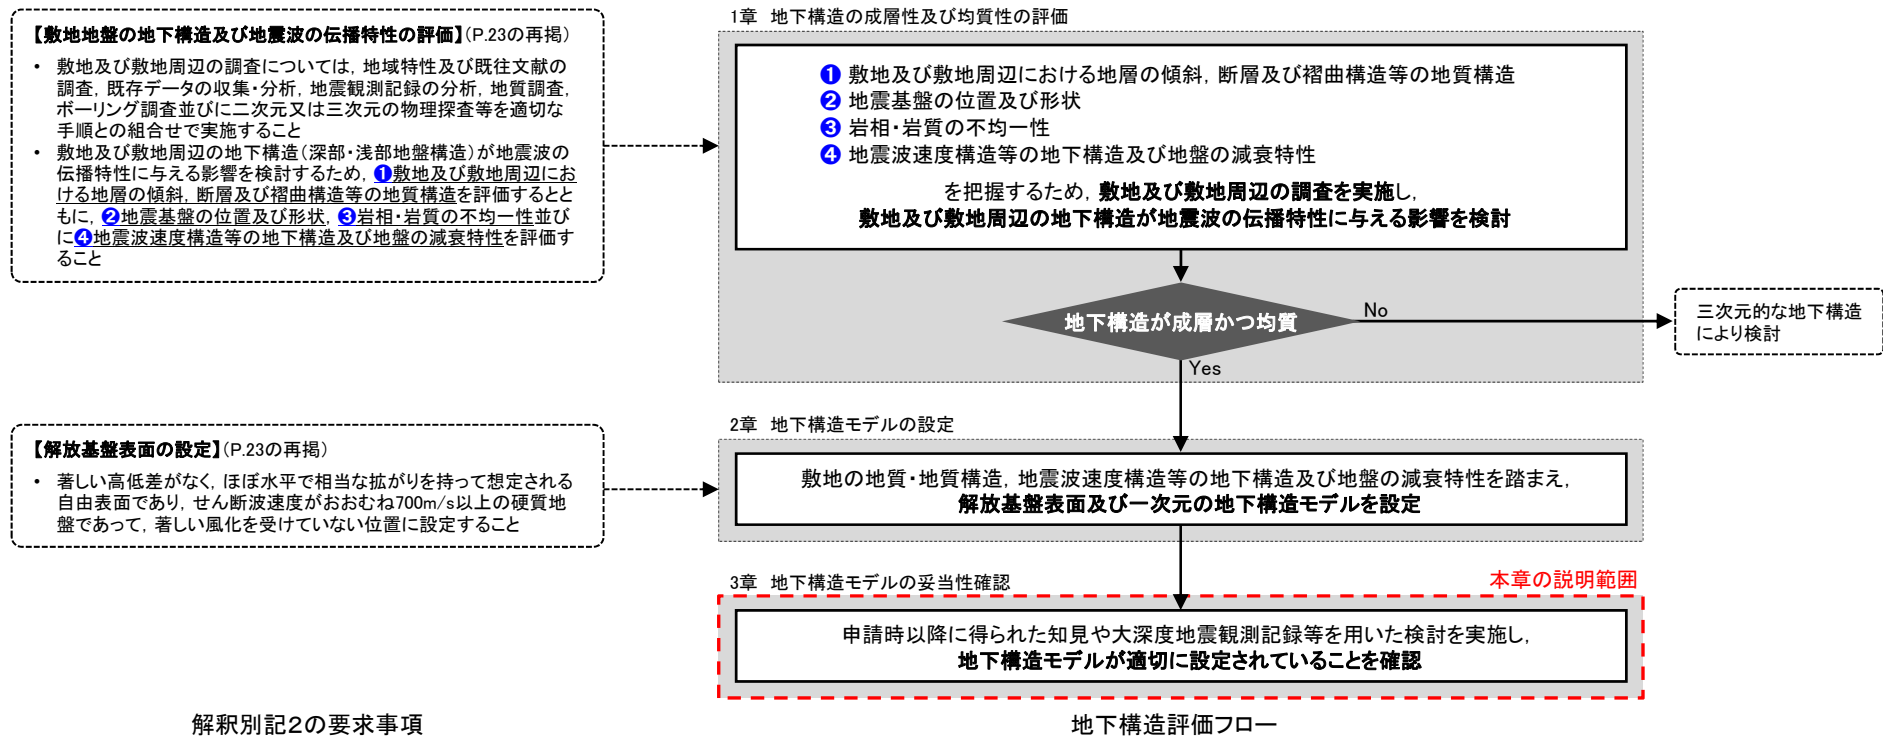 【敷地地盤の地下構造及び地震波の伝播特性の評価】(P.23の再掲)
• 敷地及び敷地周辺の調査については，地域特性及び既往文献の
調査，既存データの収集・分析，地震観測記録の分析，地質調査，
ボーリング調査並びに二次元又は三次元の物理探査等を適切な
手順との組合せで実施すること
• 敷地及び敷地周辺の地下構造(深部・浅部地盤構造)が地震波の
伝播特性に与える影響を検討するため，❶敷地及び敷地周辺にお
ける地層の傾斜，断層及び褶曲構造等の地質構造を評価するとと
もに，❷地震基盤の位置及び形状，❸岩相・岩質の不均一性並び
に❹地震波速度構造等の地下構造及び地盤の減衰特性を評価す
ること
1章 地下構造の成層性及び均質性の評価
❶ 敷地及び敷地周辺における地層の傾斜，断層及び褶曲構造等の地質構造
❷ 地震基盤の位置及び形状
❸ 岩相・岩質の不均一性
❹ 地震波速度構造等の地下構造及び地盤の減衰特性
を把握するため，敷地及び敷地周辺の調査を実施し，
敷地及び敷地周辺の地下構造が地震波の伝播特性に与える影響を検討
地下構造が成層かつ均質
No
三次元的な地下構造
により検討
Yes
【解放基盤表面の設定】(P.23の再掲)
• 著しい高低差がなく，ほぼ水平で相当な拡がりを持って想定される
自由表面であり，せん断波速度がおおむね700m/s以上の硬質地
盤であって，著しい風化を受けていない位置に設定すること
2章 地下構造モデルの設定
敷地の地質・地質構造，地震波速度構造等の地下構造及び地盤の減衰特性を踏まえ，
解放基盤表面及び一次元の地下構造モデルを設定
3章 地下構造モデルの妥当性確認
本章の説明範囲
申請時以降に得られた知見や大深度地震観測記録等を用いた検討を実施し，
地下構造モデルが適切に設定されていることを確認
解釈別記２の要求事項
地下構造評価フロー